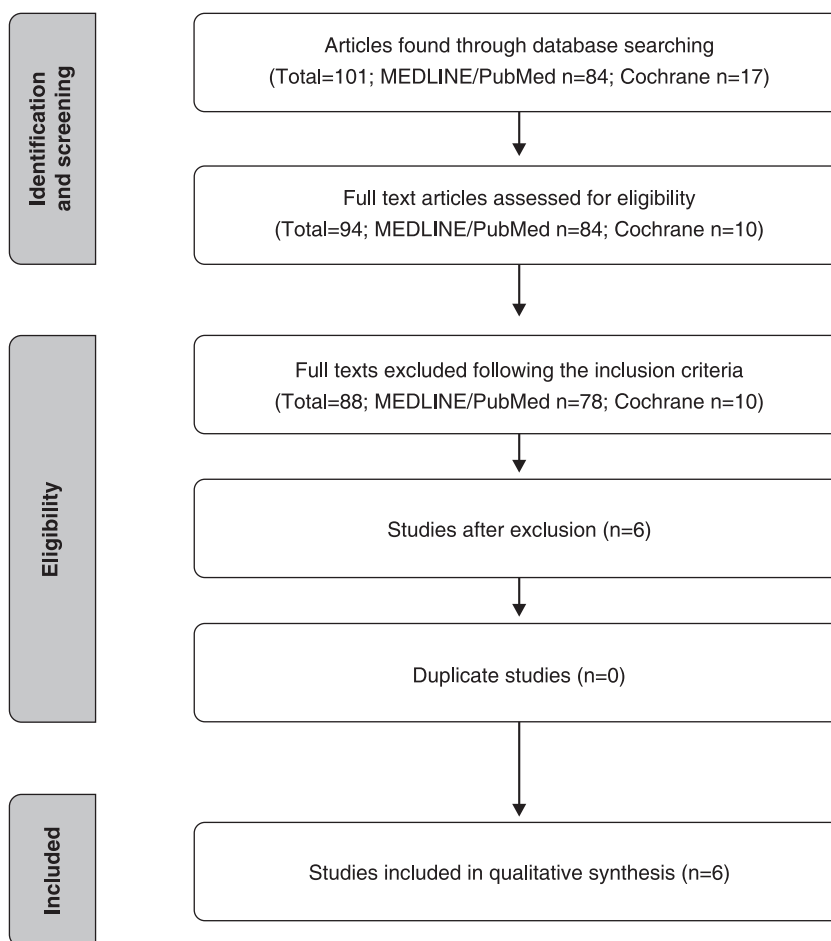 Identification
and screening
Articles found through database searching
(Total=101; MEDLINE/PubMed n=84; Cochrane n=17)
Full text articles assessed for eligibility
(Total=94; MEDLINE/PubMed n=84; Cochrane n=10)
Eligibility
Full texts excluded following the inclusion criteria
(Total=88; MEDLINE/PubMed n=78; Cochrane n=10)
Studies after exclusion (n=6)
Duplicate studies (n=0)
Included
Studies included in qualitative synthesis (n=6)